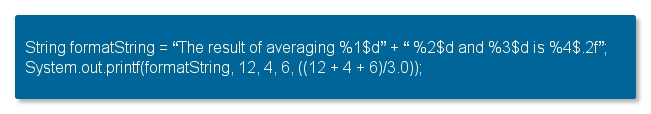 String formatString = “The result of averaging %1$d” + “ %2$d and %3$d is %4$.2f”;
System.out.printf(formatString, 12, 4, 6, ((12 + 4 + 6)/3.0));